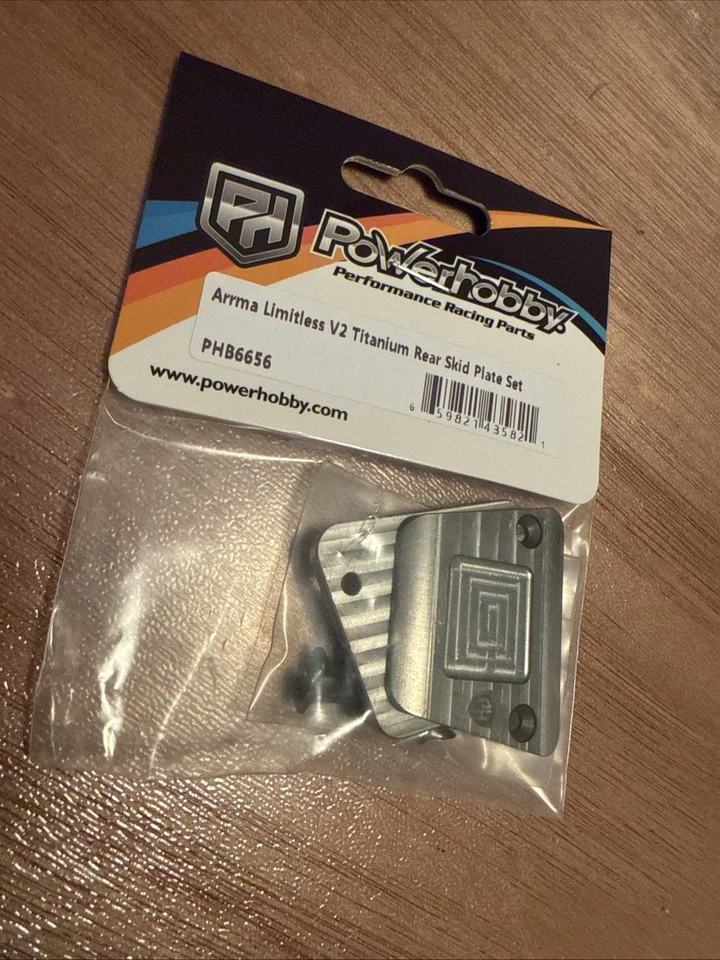 PH
Powerhobby
Performance Racing Parts
Arrma Limitless V2 Titanium Rear Skid Plate Set
PHB6656
6 59821 43582 1
www.powerhobby.com